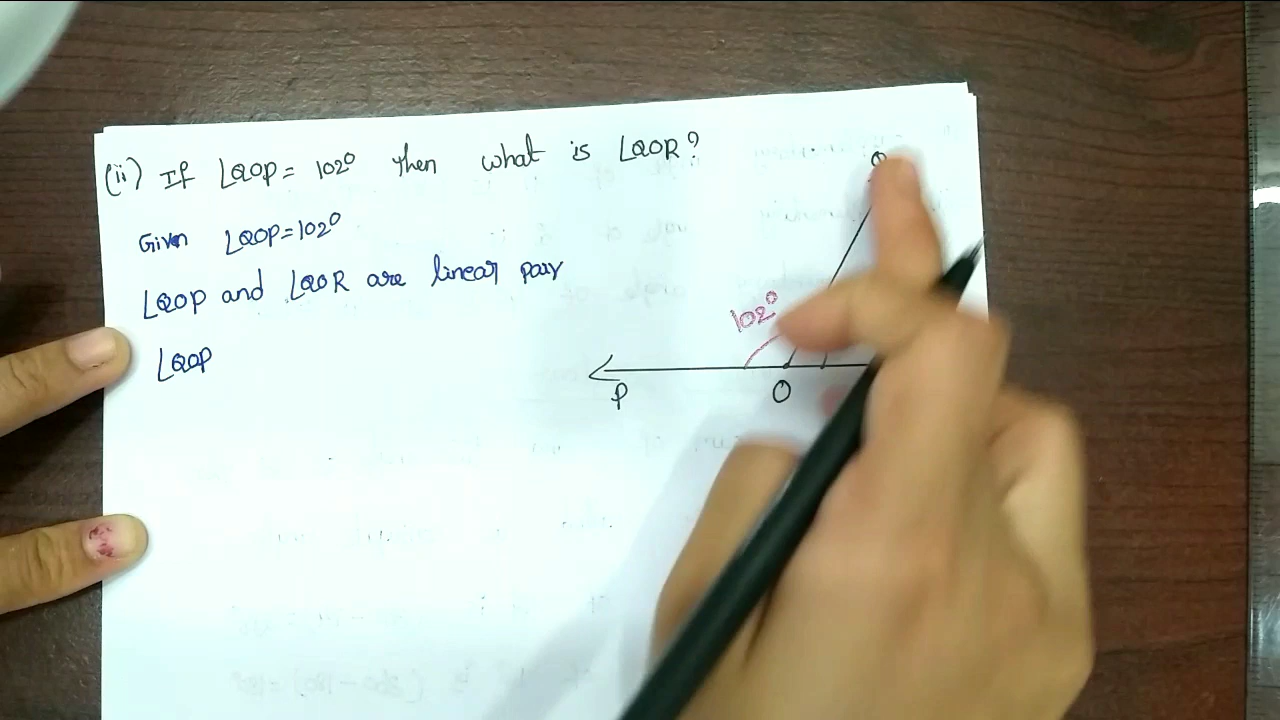 (ii) If ∠QOP = 102° then what is ∠QOR?
Given ∠QOP=102°
∠QOP and ∠QOR are linear pair
∠QOP
Q
102°
P
O